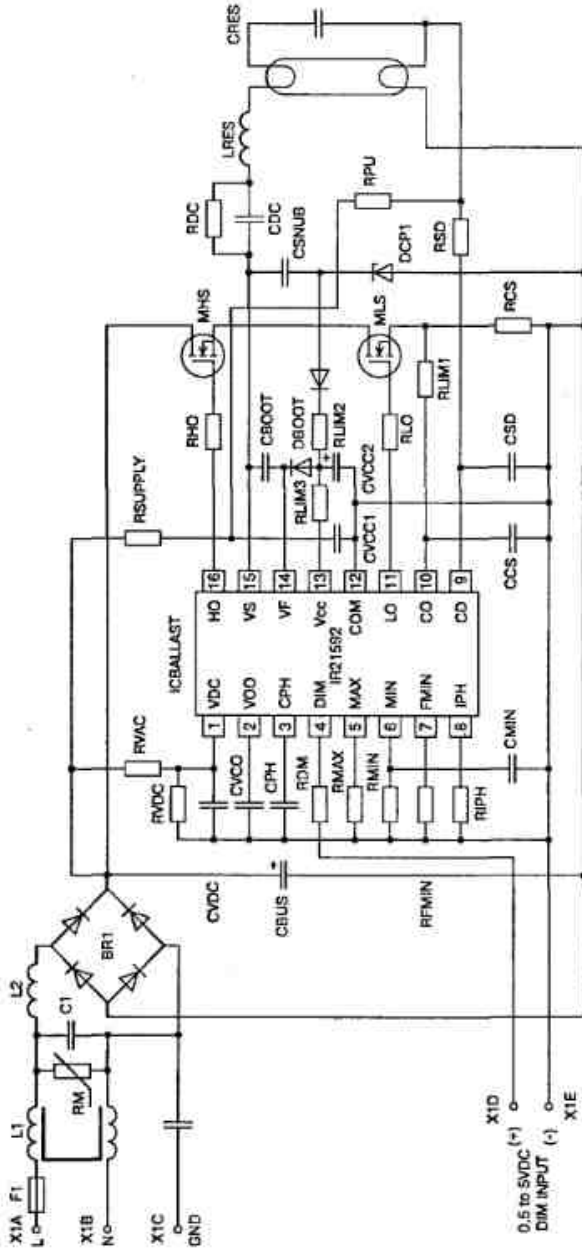 X1A
F1
L1
L2
L
RM
C1
BR1
X1B
N
X1C
GND
CBUS
+
RVAC
RVDC
CVDC
CVCO
CPH
RDM
RMAX
RMIN
RFMIN
RIPH
CMIN
X1D
(+)
0.5 to 5VDC
DIM INPUT
(-)
X1E
ICBALLAST
IR21592
1
VDC
HO
16
2
VOO
VS
15
3
CPH
VF
14
4
DIM
Vcc
13
5
MAX
COM
12
6
MIN
LO
11
7
FMIN
CO
10
8
IPH
CD
9
RSUPPLY
RHO
MHS
CBOOT
DBOOT
RLIM3
RLIM2
+
CVCC1
CVCC2
RLO
MLS
RLIM1
CCS
CSD
RCS
RDC
CDC
CSNUB
DCP1
RPU
RSD
LRES
CRES